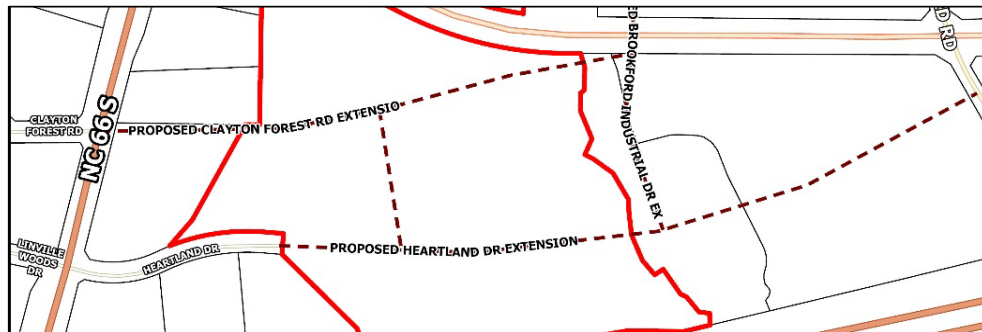 ED BROOKFORD INDUSTRIAL DR EX
D RD
CLAYTON
FOREST RD
NC 66 S
PROPOSED CLAYTON FOREST RD EXTENSIO
LINVILLE
WOODS
DR
HEARTLAND DR
PROPOSED HEARTLAND DR EXTENSION